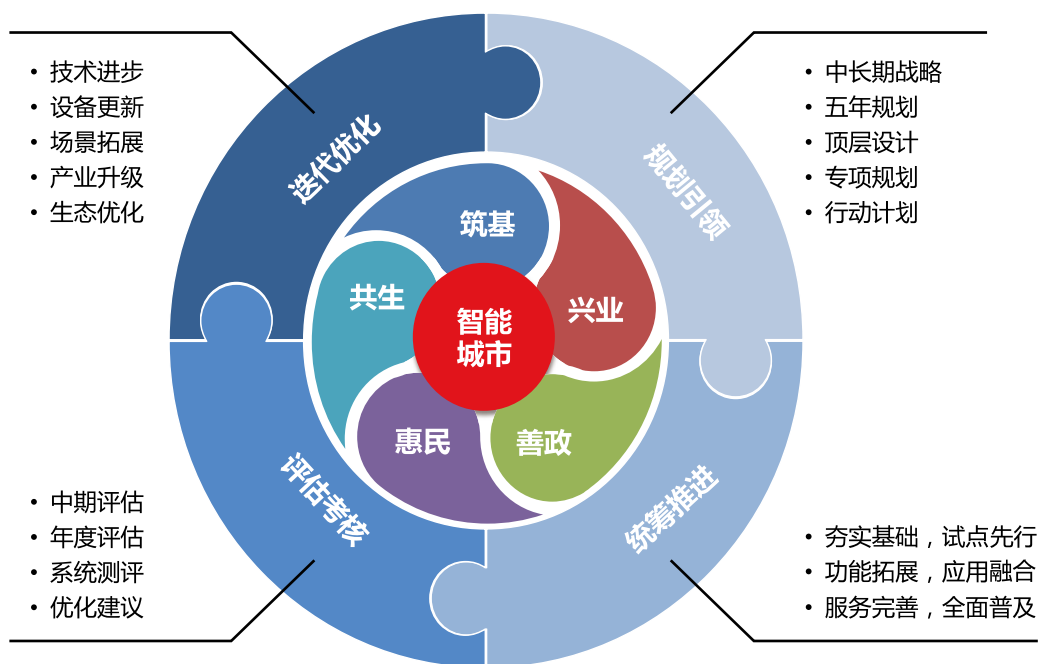 • 技术进步
• 设备更新
• 场景拓展
• 产业升级
• 生态优化
迭代优化
规划引领
• 中长期战略
• 五年规划
• 顶层设计
• 专项规划
• 行动计划
筑基
共生
兴业
智能
城市
惠民
善政
• 中期评估
• 年度评估
• 系统测评
• 优化建议
评估考核
统筹推进
• 夯实基础，试点先行
• 功能拓展，应用融合
• 服务完善，全面普及